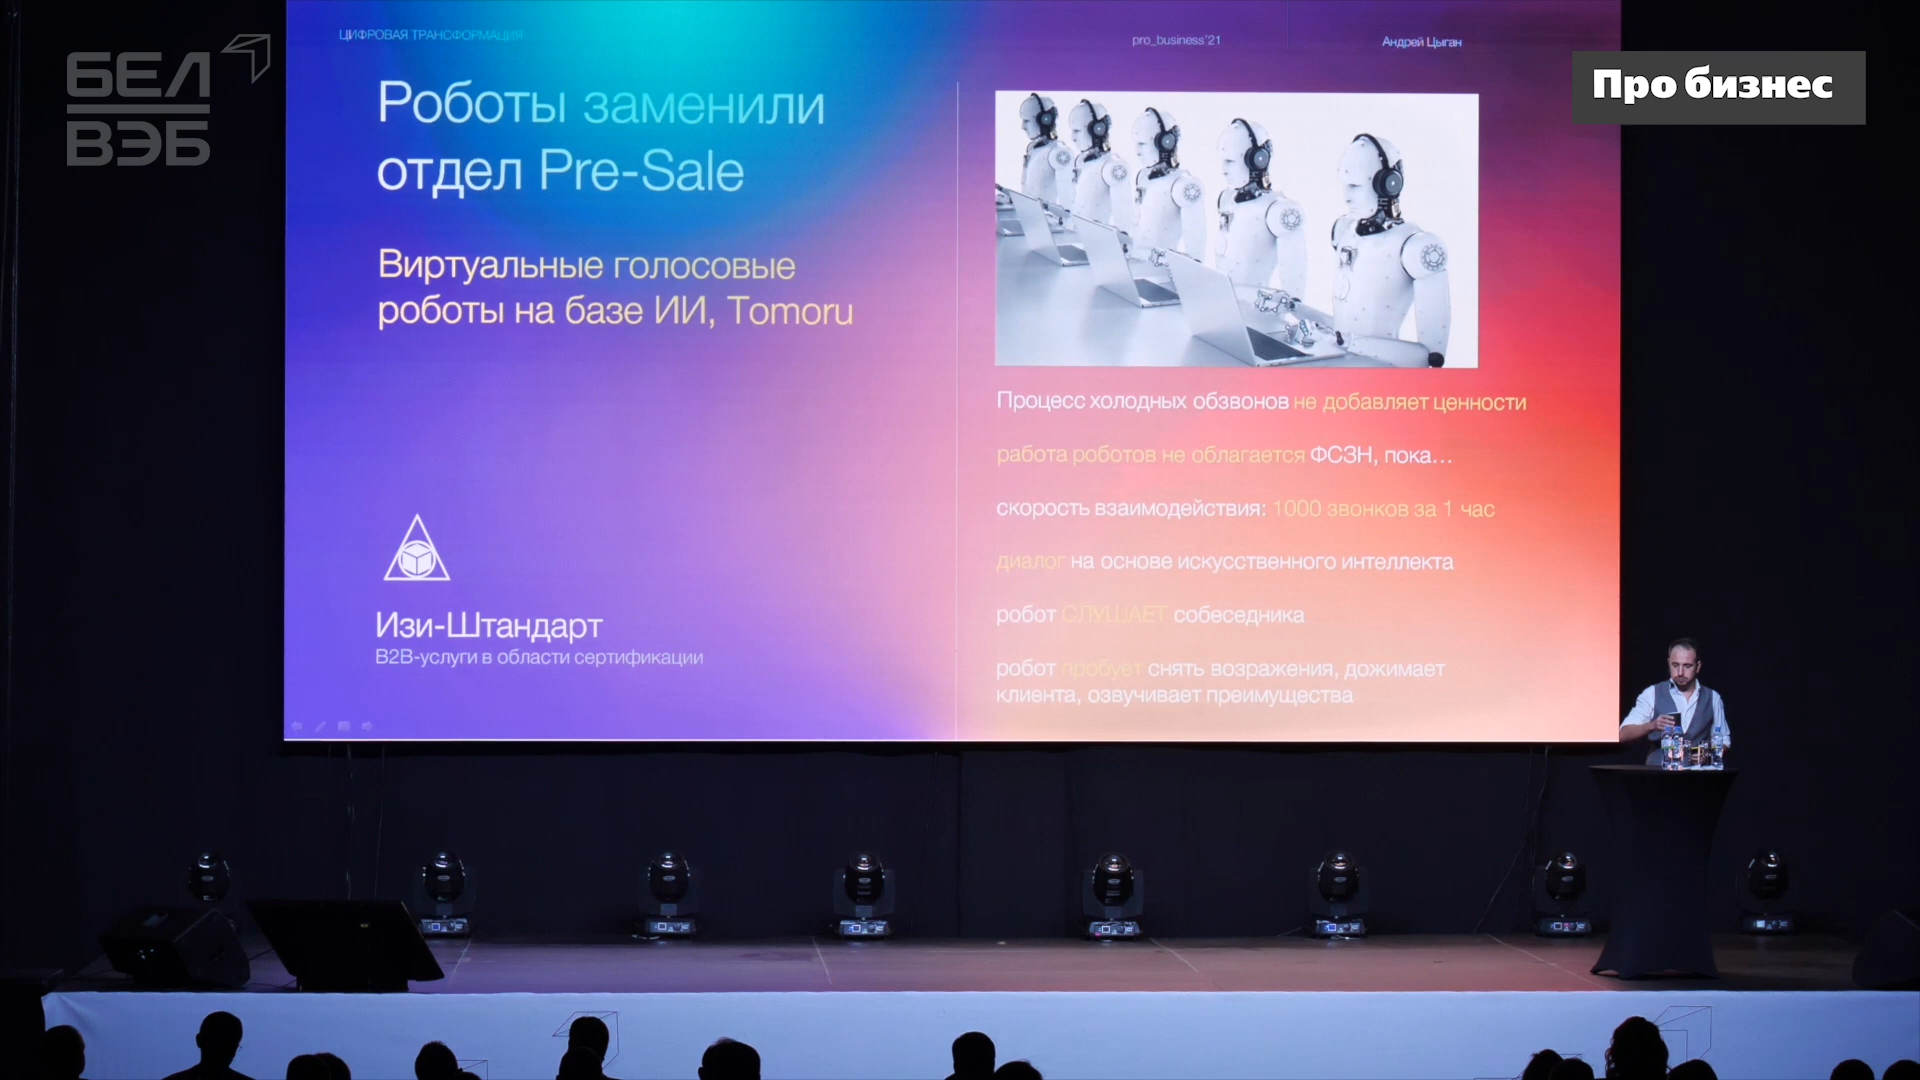 БЕЛ
ВЭБ
ЦИФРОВАЯ ТРАНСФОРМАЦИЯ
pro_business'21
Андрей Цыган
Про бизнес
Роботы заменили
отдел Pre-Sale
Виртуальные голосовые
роботы на базе ИИ, Tomoru
Изи-Штандарт
B2B-услуги в области сертификации
Процесс холодных обзвонов не добавляет ценности
работа роботов не облагается ФСЗН, пока...
скорость взаимодействия: 1000 звонков за 1 час
диалог на основе искусственного интеллекта
робот СЛУШАЕТ собеседника
робот пробует снять возражения, дожимает
клиента, озвучивает преимущества